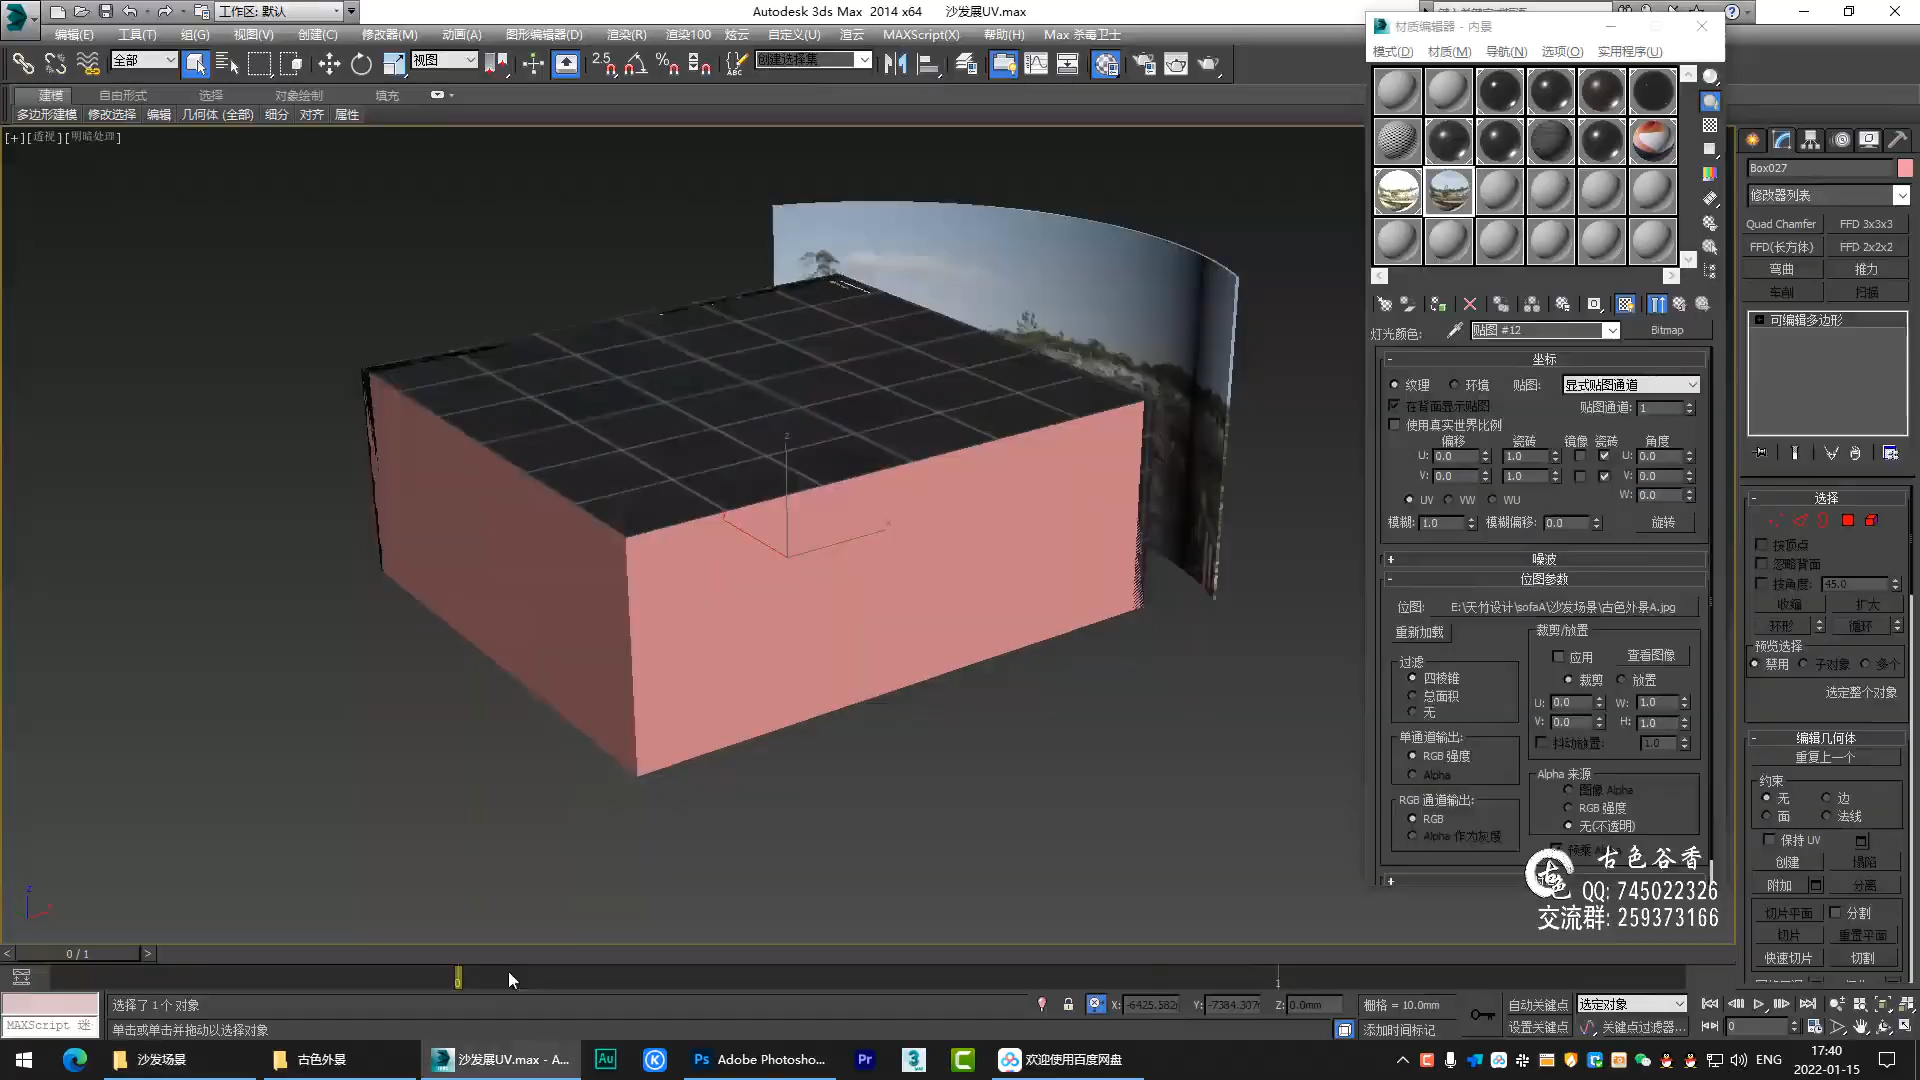 工作区: 默认
Autodesk 3ds Max 2014 x64 沙发展UV.max
编辑(E) 工具(T) 组(G) 视图(V) 创建(C) 修改器(M) 动画(A) 图形编辑器(D) 渲染(R) 渲染100 炫云 自定义(U) 渲云 MAXScript(X) 帮助(H) Max 杀毒卫士
全部 视图 2.5 创建选择集
建模 自由形式 选择 对象绘制 填充
多边形建模 修改选择 编辑 几何体 (全部) 细分 对齐 属性
[+][透视][明暗处理]
材质编辑器 - 内景
模式(D) 材质(M) 导航(N) 选项(O) 实用程序(U)
灯光颜色: 贴图 #12 Bitmap
坐标
纹理 环境 贴图: 显式贴图通道
在背面显示贴图 贴图通道: 1
使用真实世界比例
偏移 瓷砖 镜像 瓷砖 角度
U: 0.0 1.0 U: 0.0
V: 0.0 1.0 V: 0.0
UV VW WU W: 0.0
模糊: 1.0 模糊偏移: 0.0 旋转
噪波
位图参数
位图: E:\天竹设计\sofaA\沙发场景\古色外景A.jpg
重新加载 裁剪/放置
应用 查看图像
裁剪 放置
过滤
四棱锥
总面积
无
U: 0.0 W: 1.0
V: 0.0 H: 1.0
抖动放置: 1.0
单通道输出:
RGB 强度
Alpha
Alpha 来源
图像 Alpha
RGB 强度
无(不透明)
RGB 通道输出:
RGB
Alpha 作为灰度
预乘 Alpha
古色
古色谷香
QQ: 745022326
交流群: 259373166
Box027
修改器列表
Quad Chamfer FFD 3x3x3
FFD(长方体) FFD 2x2x2
弯曲 推力
车削 扫描
可编辑多边形
选择
按顶点
忽略背面
按角度: 45.0
收缩 扩大
环形 循环
预览选择
禁用 子对象 多个
选定整个对象
编辑几何体
重复上一个
约束
无 边
面 法线
保持 UV
创建 塌陷
附加 分离
切片平面 分割
切片 重置平面
快速切片 切割
0 / 1
0 1
选择了 1 个 对象 X: -6425.582 Y: -7384.307 Z: 0.0mm 栅格 = 10.0mm 自动关键点 选定对象
MAXScript 迷 单击或单击并拖动以选择对象 添加时间标记 设置关键点 关键点过滤器... 0
沙发场景 古色外景 沙发展UV.max - A... Au Ps Adobe Photosho... Pr 欢迎使用百度网盘 ENG
17:40
2022-01-15